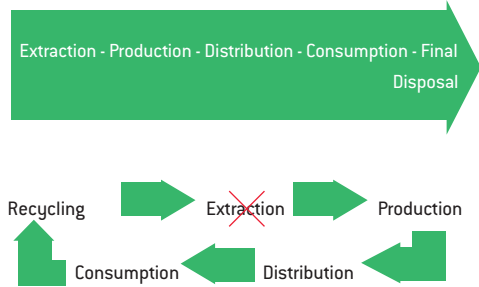 Extraction - Production - Distribution - Consumption - Final
Disposal
Recycling
Extraction
Production
Consumption
Distribution